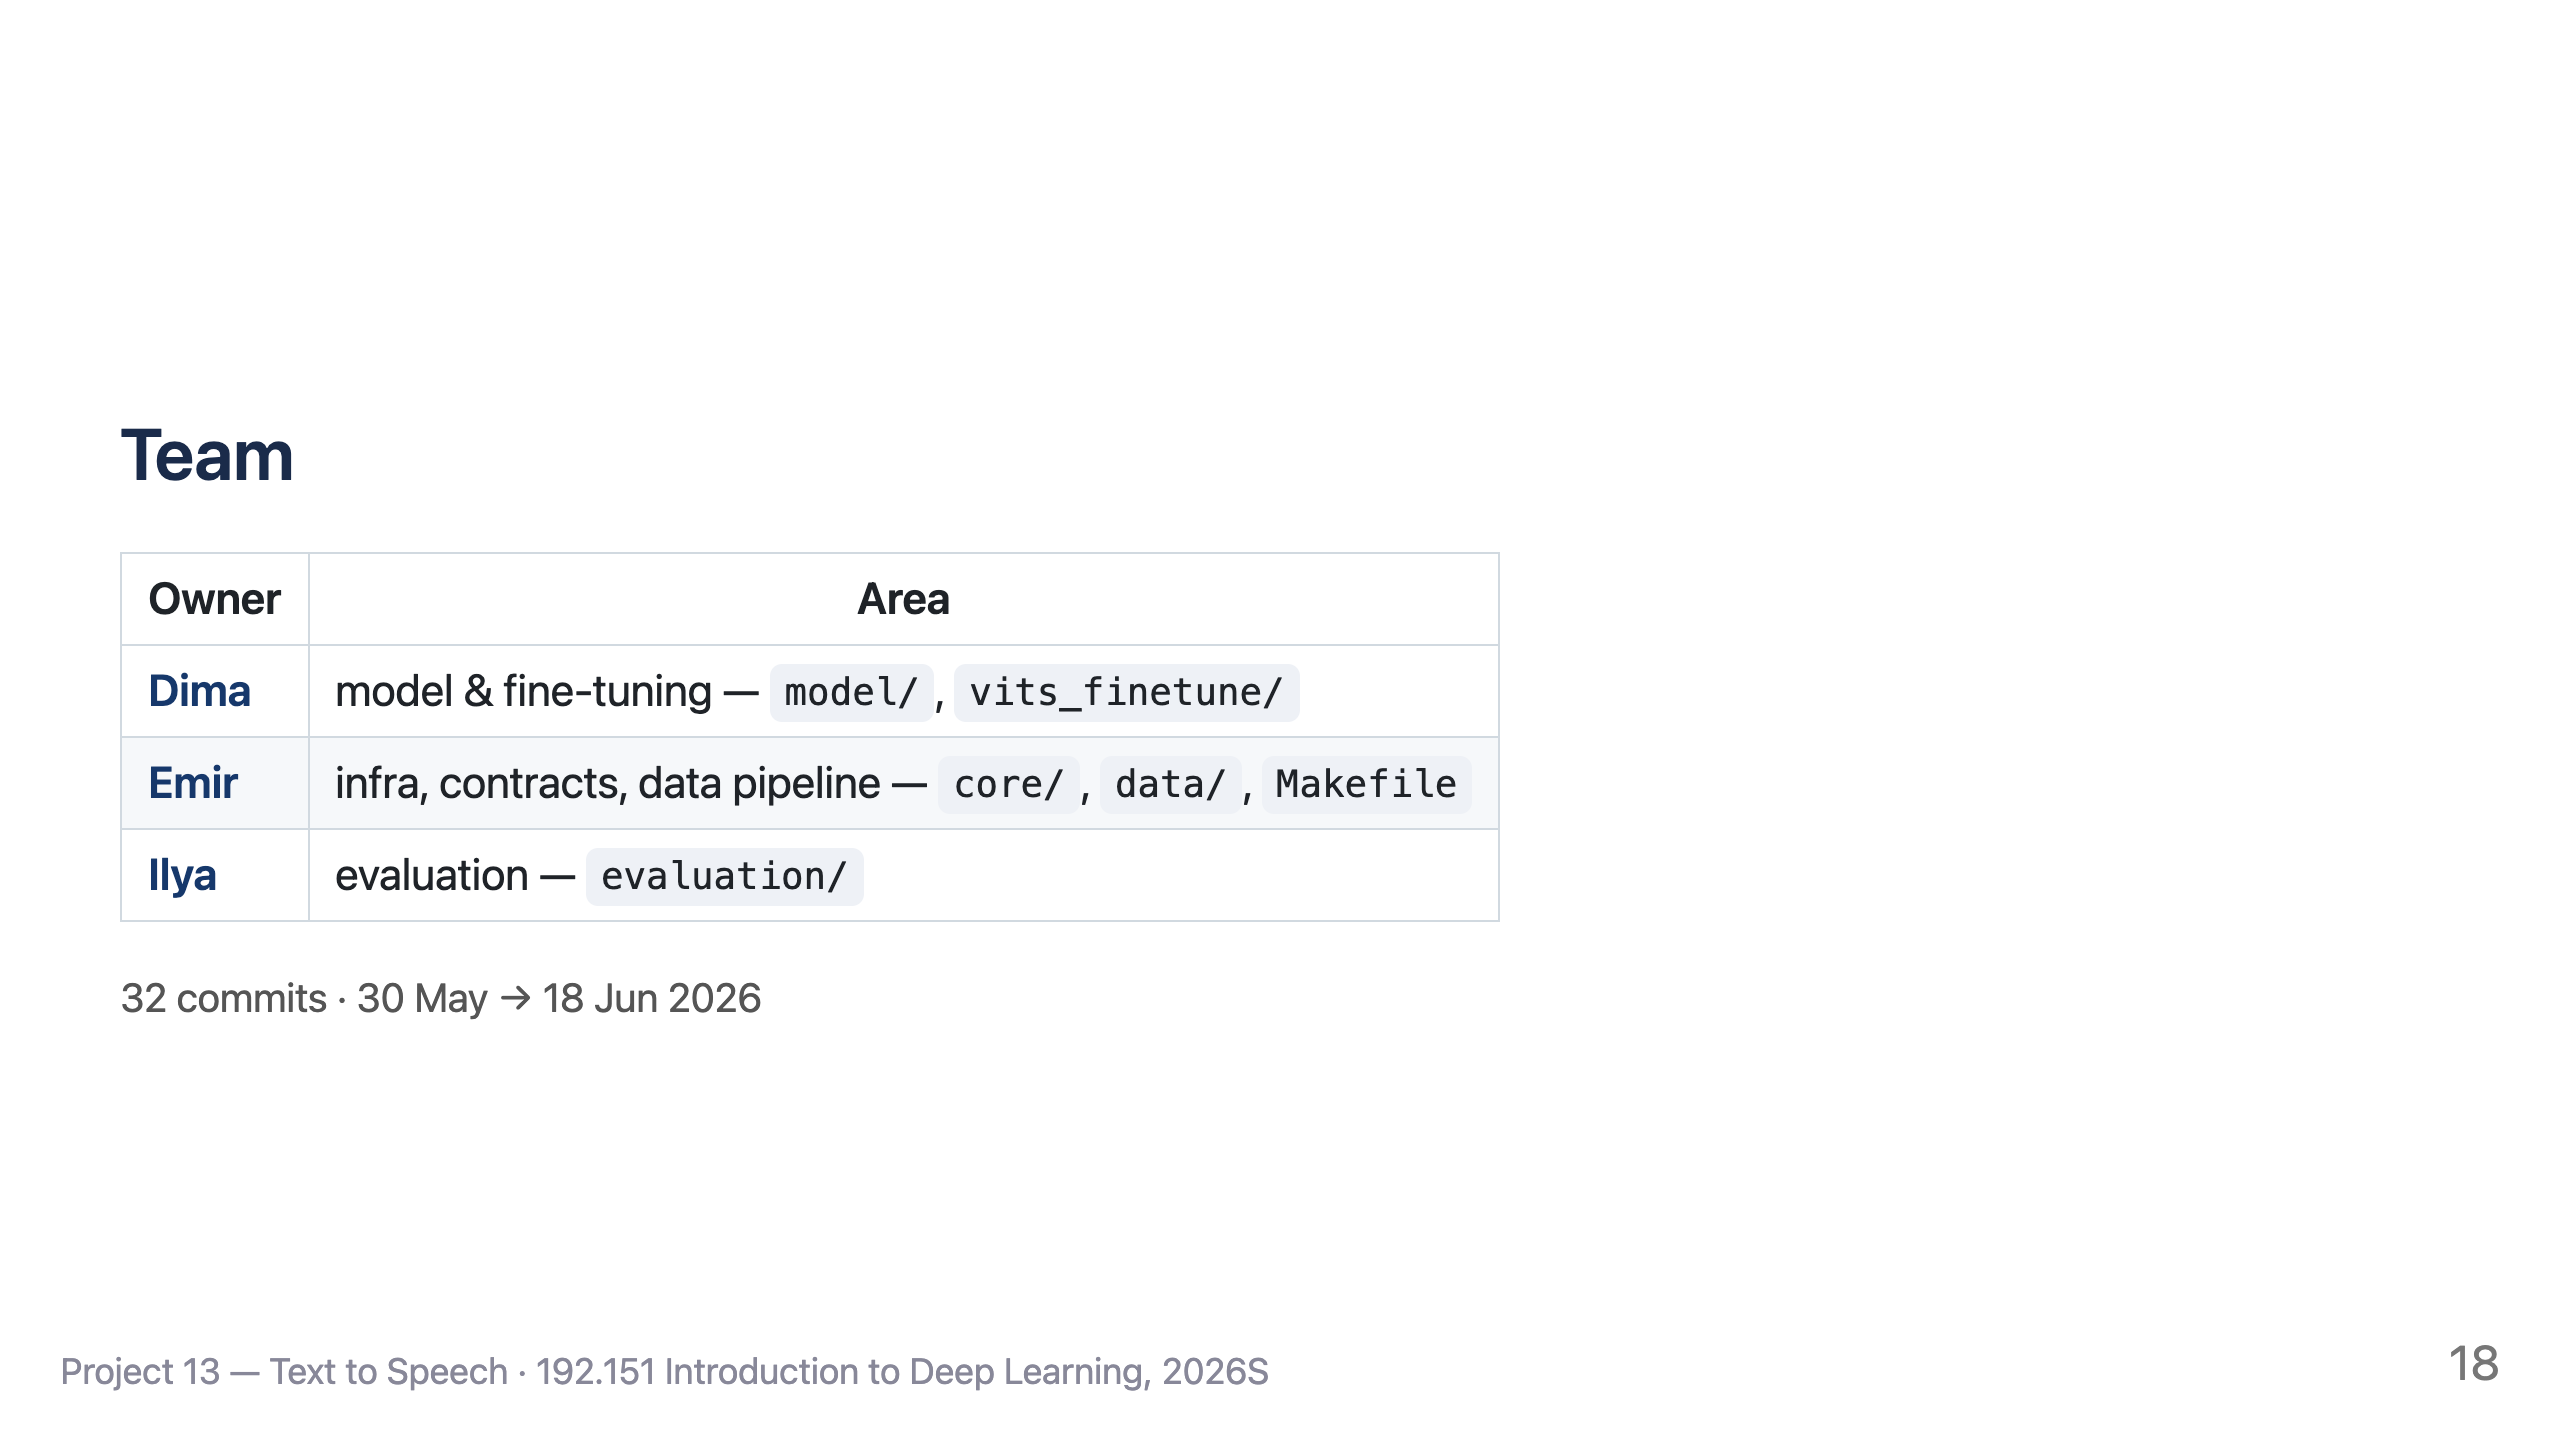 Team
Owner Area
Dima model & fine-tuning — model/, vits_finetune/
Emir infra, contracts, data pipeline — core/, data/, Makefile
Ilya evaluation — evaluation/
32 commits · 30 May → 18 Jun 2026
Project 13 — Text to Speech · 192.151 Introduction to Deep Learning, 2026S
18